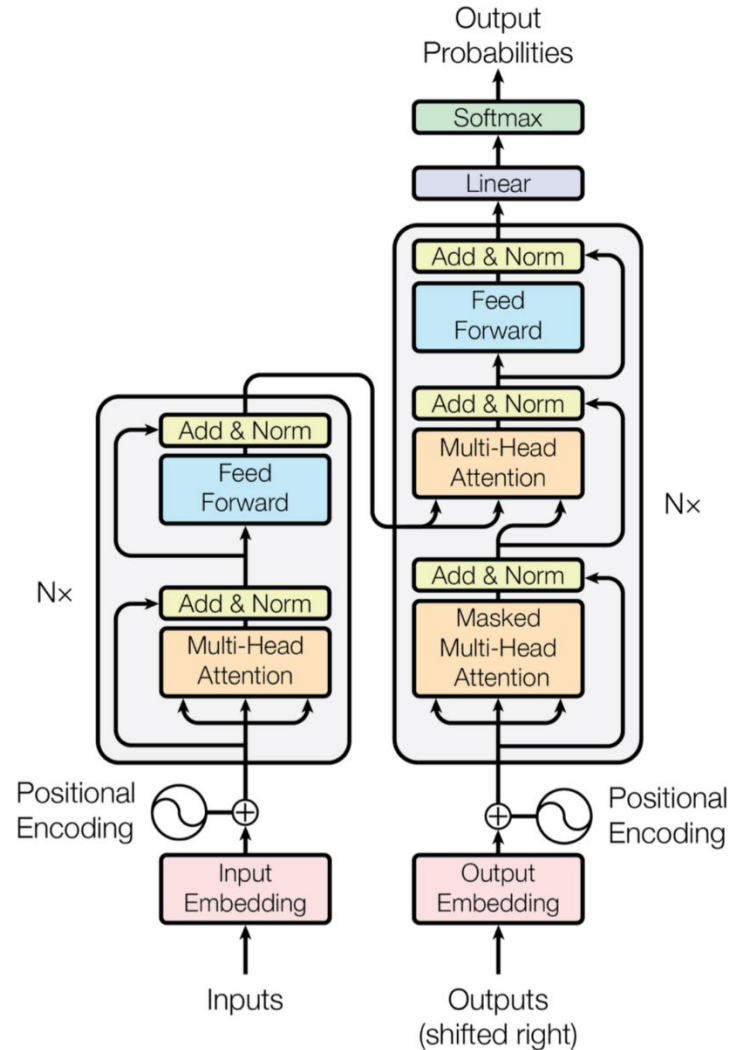 Output
Probabilities
Softmax
Linear
Add & Norm
Feed
Forward
Add & Norm
Multi-Head
Attention
Add & Norm
Masked
Multi-Head
Attention
Nx
Add & Norm
Feed
Forward
Add & Norm
Multi-Head
Attention
N×
Positional
Encoding
Positional
Encoding
Input
Embedding
Output
Embedding
Inputs
Outputs
(shifted right)